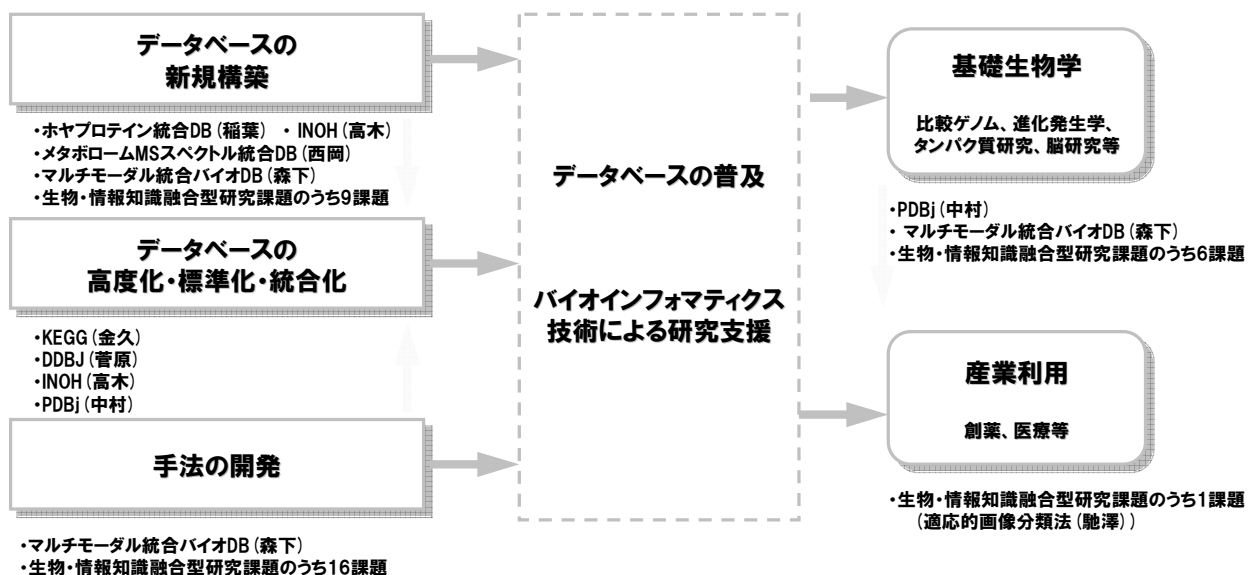 データベースの
新規構築
・ホヤプロテイン統合DB(稲葉) ・INOH(高木)
・メタボロームMSスペクトル統合DB(西岡)
・マルチモーダル統合バイオDB(森下)
・生物・情報知識融合型研究課題のうち9課題
データベースの
高度化・標準化・統合化
・KEGG(金久)
・DDBJ(菅原)
・INOH(高木)
・PDBj(中村)
手法の開発
・マルチモーダル統合バイオDB(森下)
・生物・情報知識融合型研究課題のうち16課題
データベースの普及
バイオインフォマティクス
技術による研究支援
基礎生物学
比較ゲノム、進化発生学、
タンパク質研究、脳研究等
・PDBj(中村)
・マルチモーダル統合バイオDB(森下)
・生物・情報知識融合型研究課題のうち6課題
産業利用
創薬、医療等
・生物・情報知識融合型研究課題のうち1課題
(適応的画像分類法(馳澤))